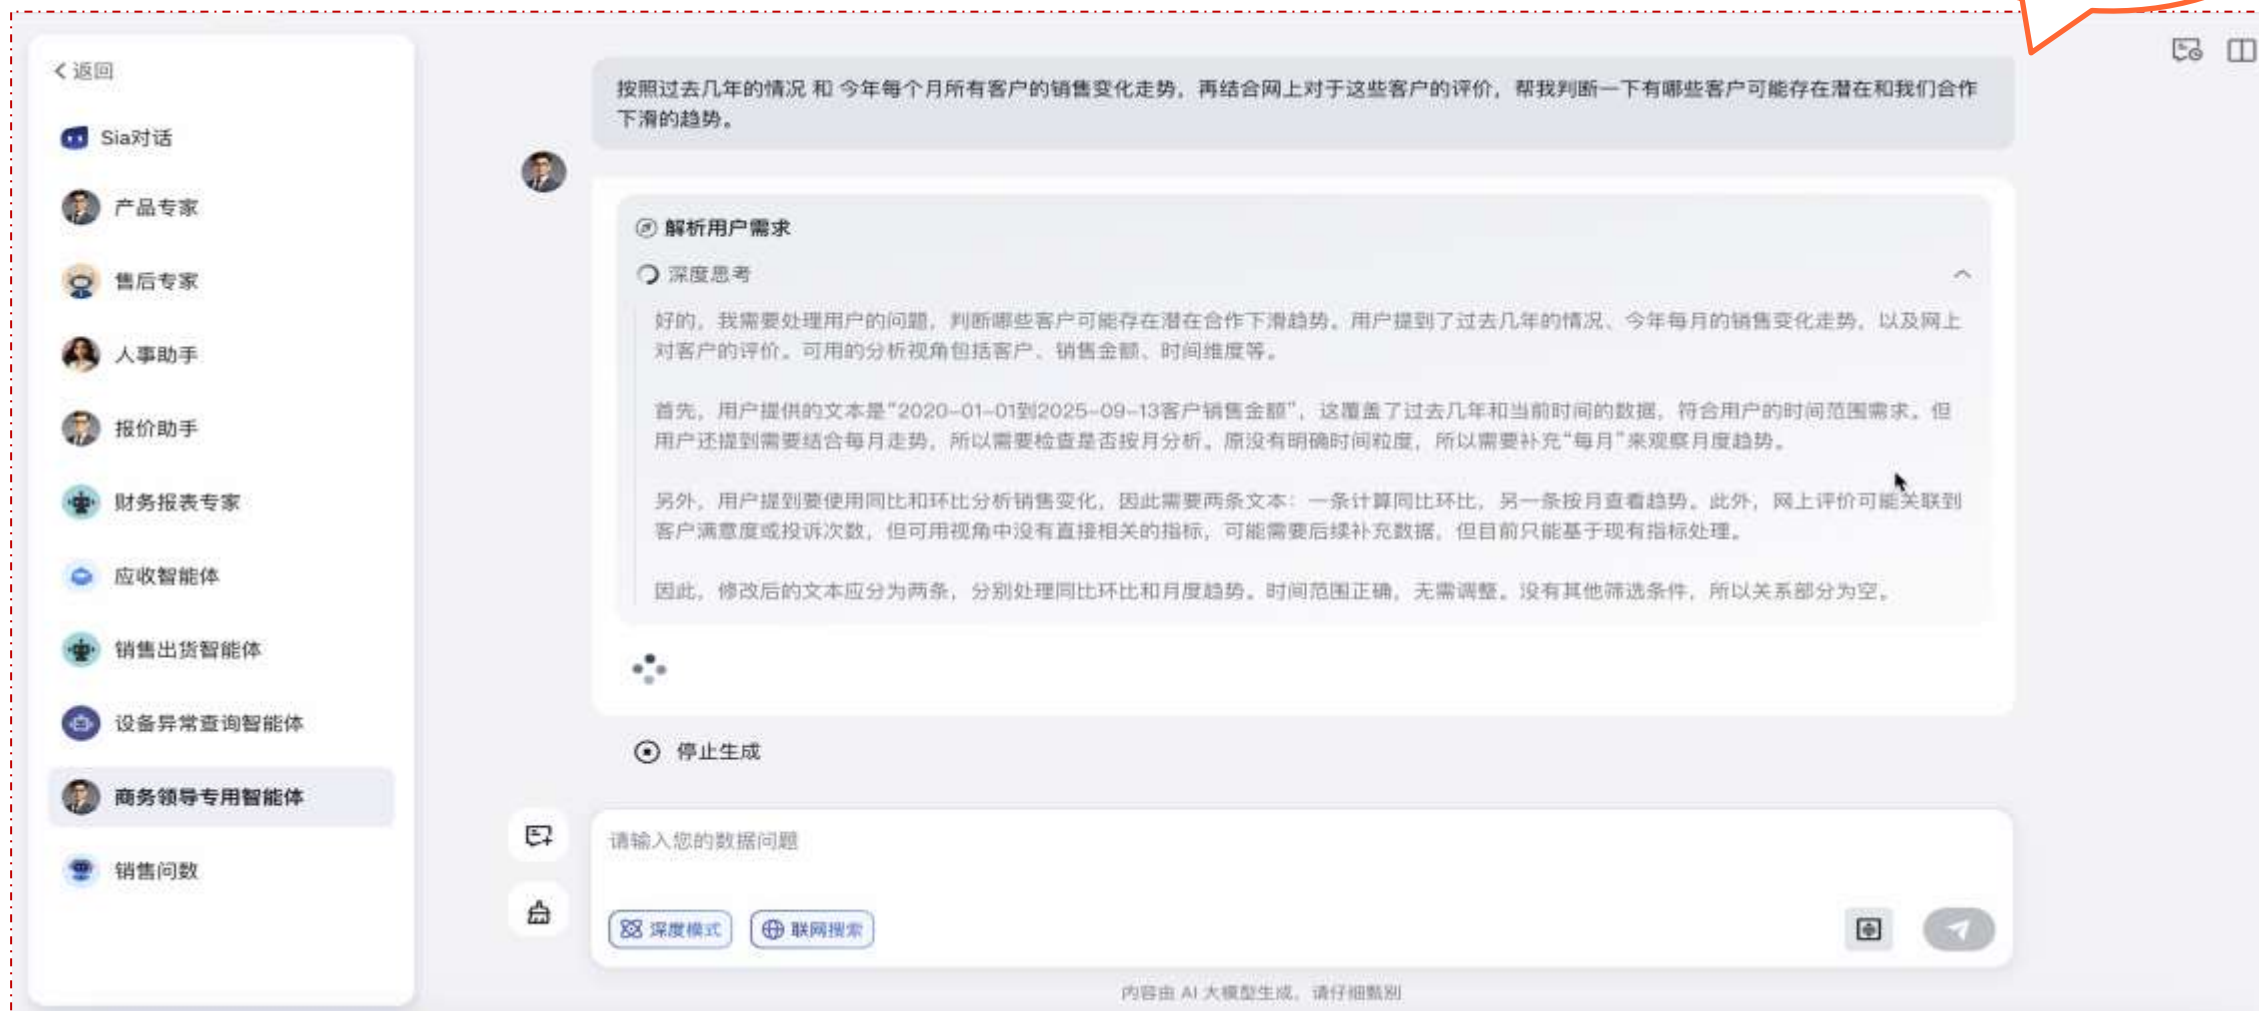 返回
Sia对话
产品专家
售后专家
人事助手
报价助手
财务报表专家
应收智能体
销售出货智能体
设备异常查询智能体
商务领导专用智能体
销售问数
按照过去几年的情况 和 今年每个月所有客户的销售变化走势，再结合网上对于这些客户的评价，帮我判断一下有哪些客户可能存在潜在和我们合作
下滑的趋势。
解析用户需求
深度思考
好的，我需要处理用户的问题，判断哪些客户可能存在潜在合作下滑趋势。用户提到了过去几年的情况、今年每月的销售变化走势，以及网上
对客户的评价。可用的分析视角包括客户、销售金额、时间维度等。
首先，用户提供的文本是“2020-01-01到2025-09-13客户销售金额”，这覆盖了过去几年和当前时间的数据，符合用户的时间范围需求。但
用户还提到需要结合每月走势，所以需要检查是否按月分析。原没有明确时间粒度，所以需要补充“每月”来观察月度趋势。
另外，用户提到要使用同比和环比分析销售变化，因此需要两条文本：一条计算同比环比，另一条按月查看趋势。此外，网上评价可能关联到
客户满意度或投诉次数，但可用视角中没有直接相关的指标，可能需要后续补充数据，但目前只能基于现有指标处理。
因此，修改后的文本应分为两条，分别处理同比环比和月度趋势。时间范围正确，无需调整。没有其他筛选条件，所以关系部分为空。
停止生成
请输入您的数据问题
深度模式
联网搜索
内容由 AI 大模型生成，请仔细甄别